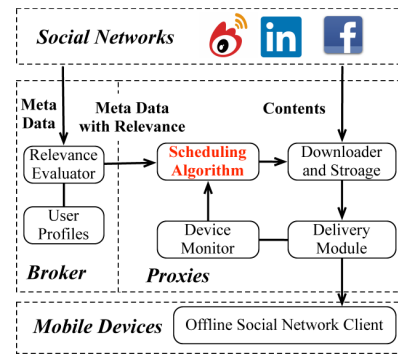 Social Networks
in
f
Meta
Data
Meta Data
with Relevance
Contents
Relevance
Evaluator
Scheduling
Algorithm
Downloader
and Stroage
User
Profiles
Device
Monitor
Delivery
Module
Broker
Proxies
Mobile Devices
Offline Social Network Client